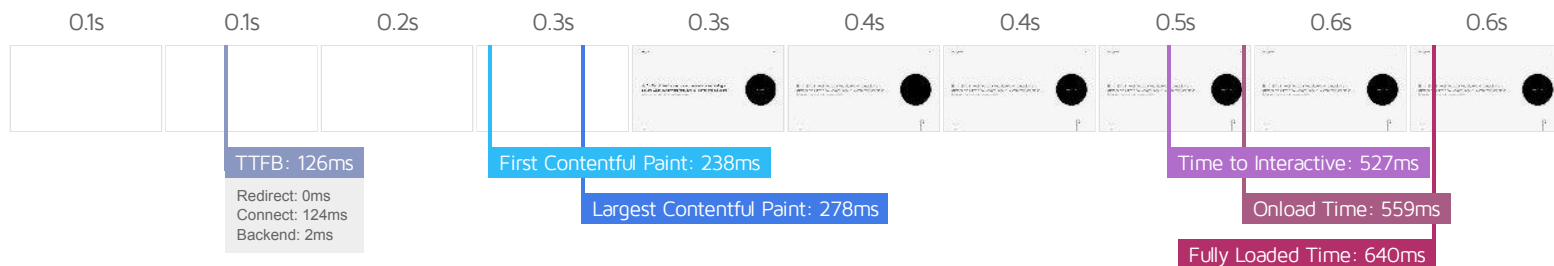 0.1s
0.1s
0.2s
0.3s
0.3s
0.4s
0.4s
0.5s
0.6s
0.6s
TTFB: 126ms
First Contentful Paint: 238ms
Time to Interactive: 527ms
Redirect: 0ms
Connect: 124ms
Backend: 2ms
Largest Contentful Paint: 278ms
Onload Time: 559ms
Fully Loaded Time: 640ms